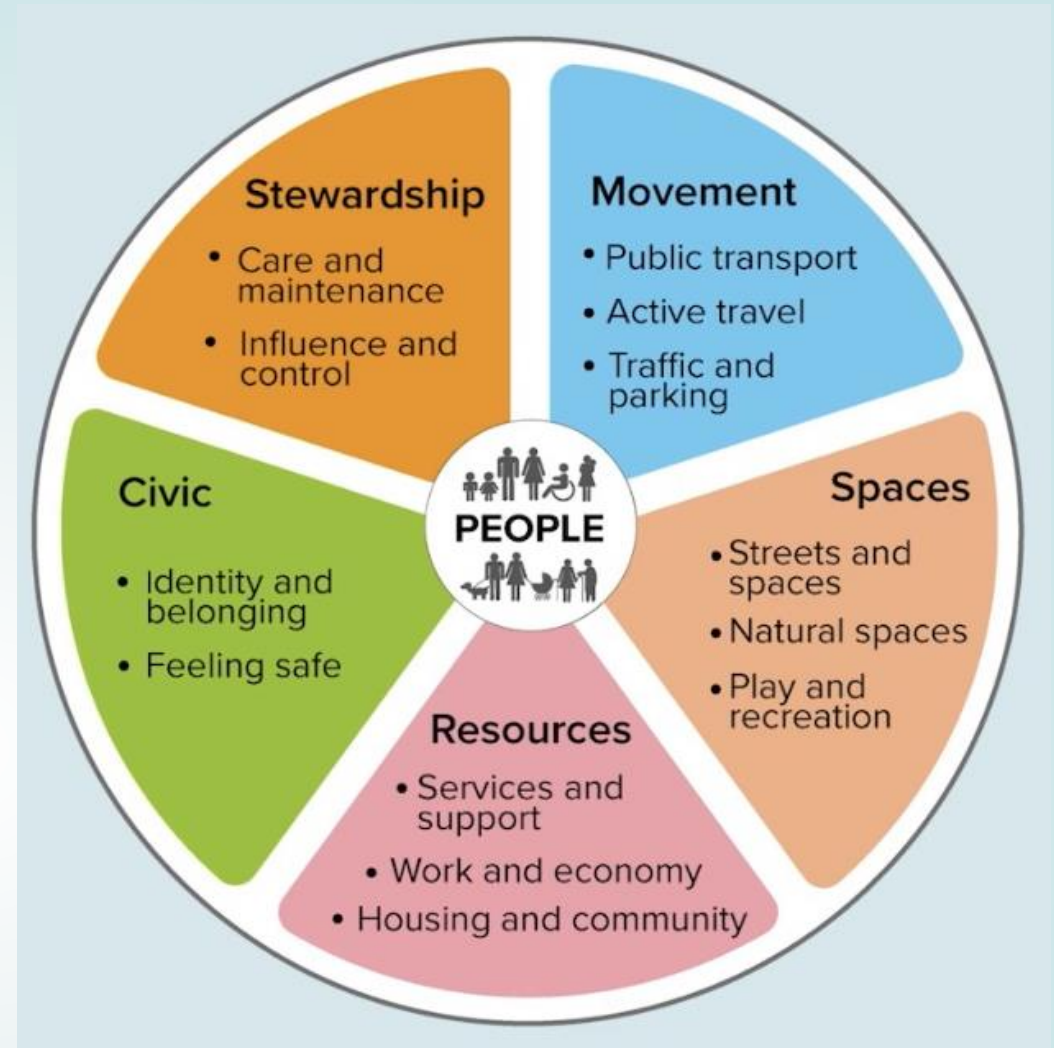 Stewardship
• Care and
maintenance
• Influence and
control
Movement
• Public transport
• Active travel
• Traffic and
parking
Spaces
• Streets and
spaces
• Natural spaces
• Play and
recreation
Resources
• Services and
support
• Work and economy
• Housing and community
Civic
• Identity and
belonging
• Feeling safe
PEOPLE